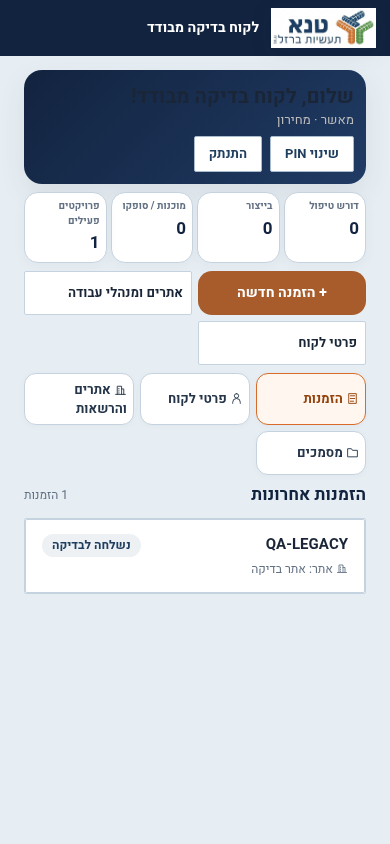 טנא
תעשיות ברזל
לקוח בדיקה מבודד
שלום, לקוח בדיקה מבודד!
מאשר · מחירון
שינוי PIN
התנתק
דורש טיפול
0
בייצור
0
מוכנות / סופקו
0
פרויקטים פעילים
1
+ הזמנה חדשה
אתרים ומנהלי עבודה
פרטי לקוח
הזמנות
פרטי לקוח
אתרים והרשאות
מסמכים
הזמנות אחרונות
1 הזמנות
QA-LEGACY
נשלחה לבדיקה
אתר: אתר בדיקה